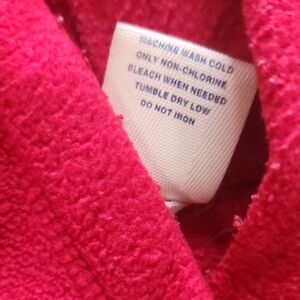 MACHINE WASH COLD
ONLY NON-CHLORINE
BLEACH WHEN NEEDED
TUMBLE DRY LOW
DO NOT IRON